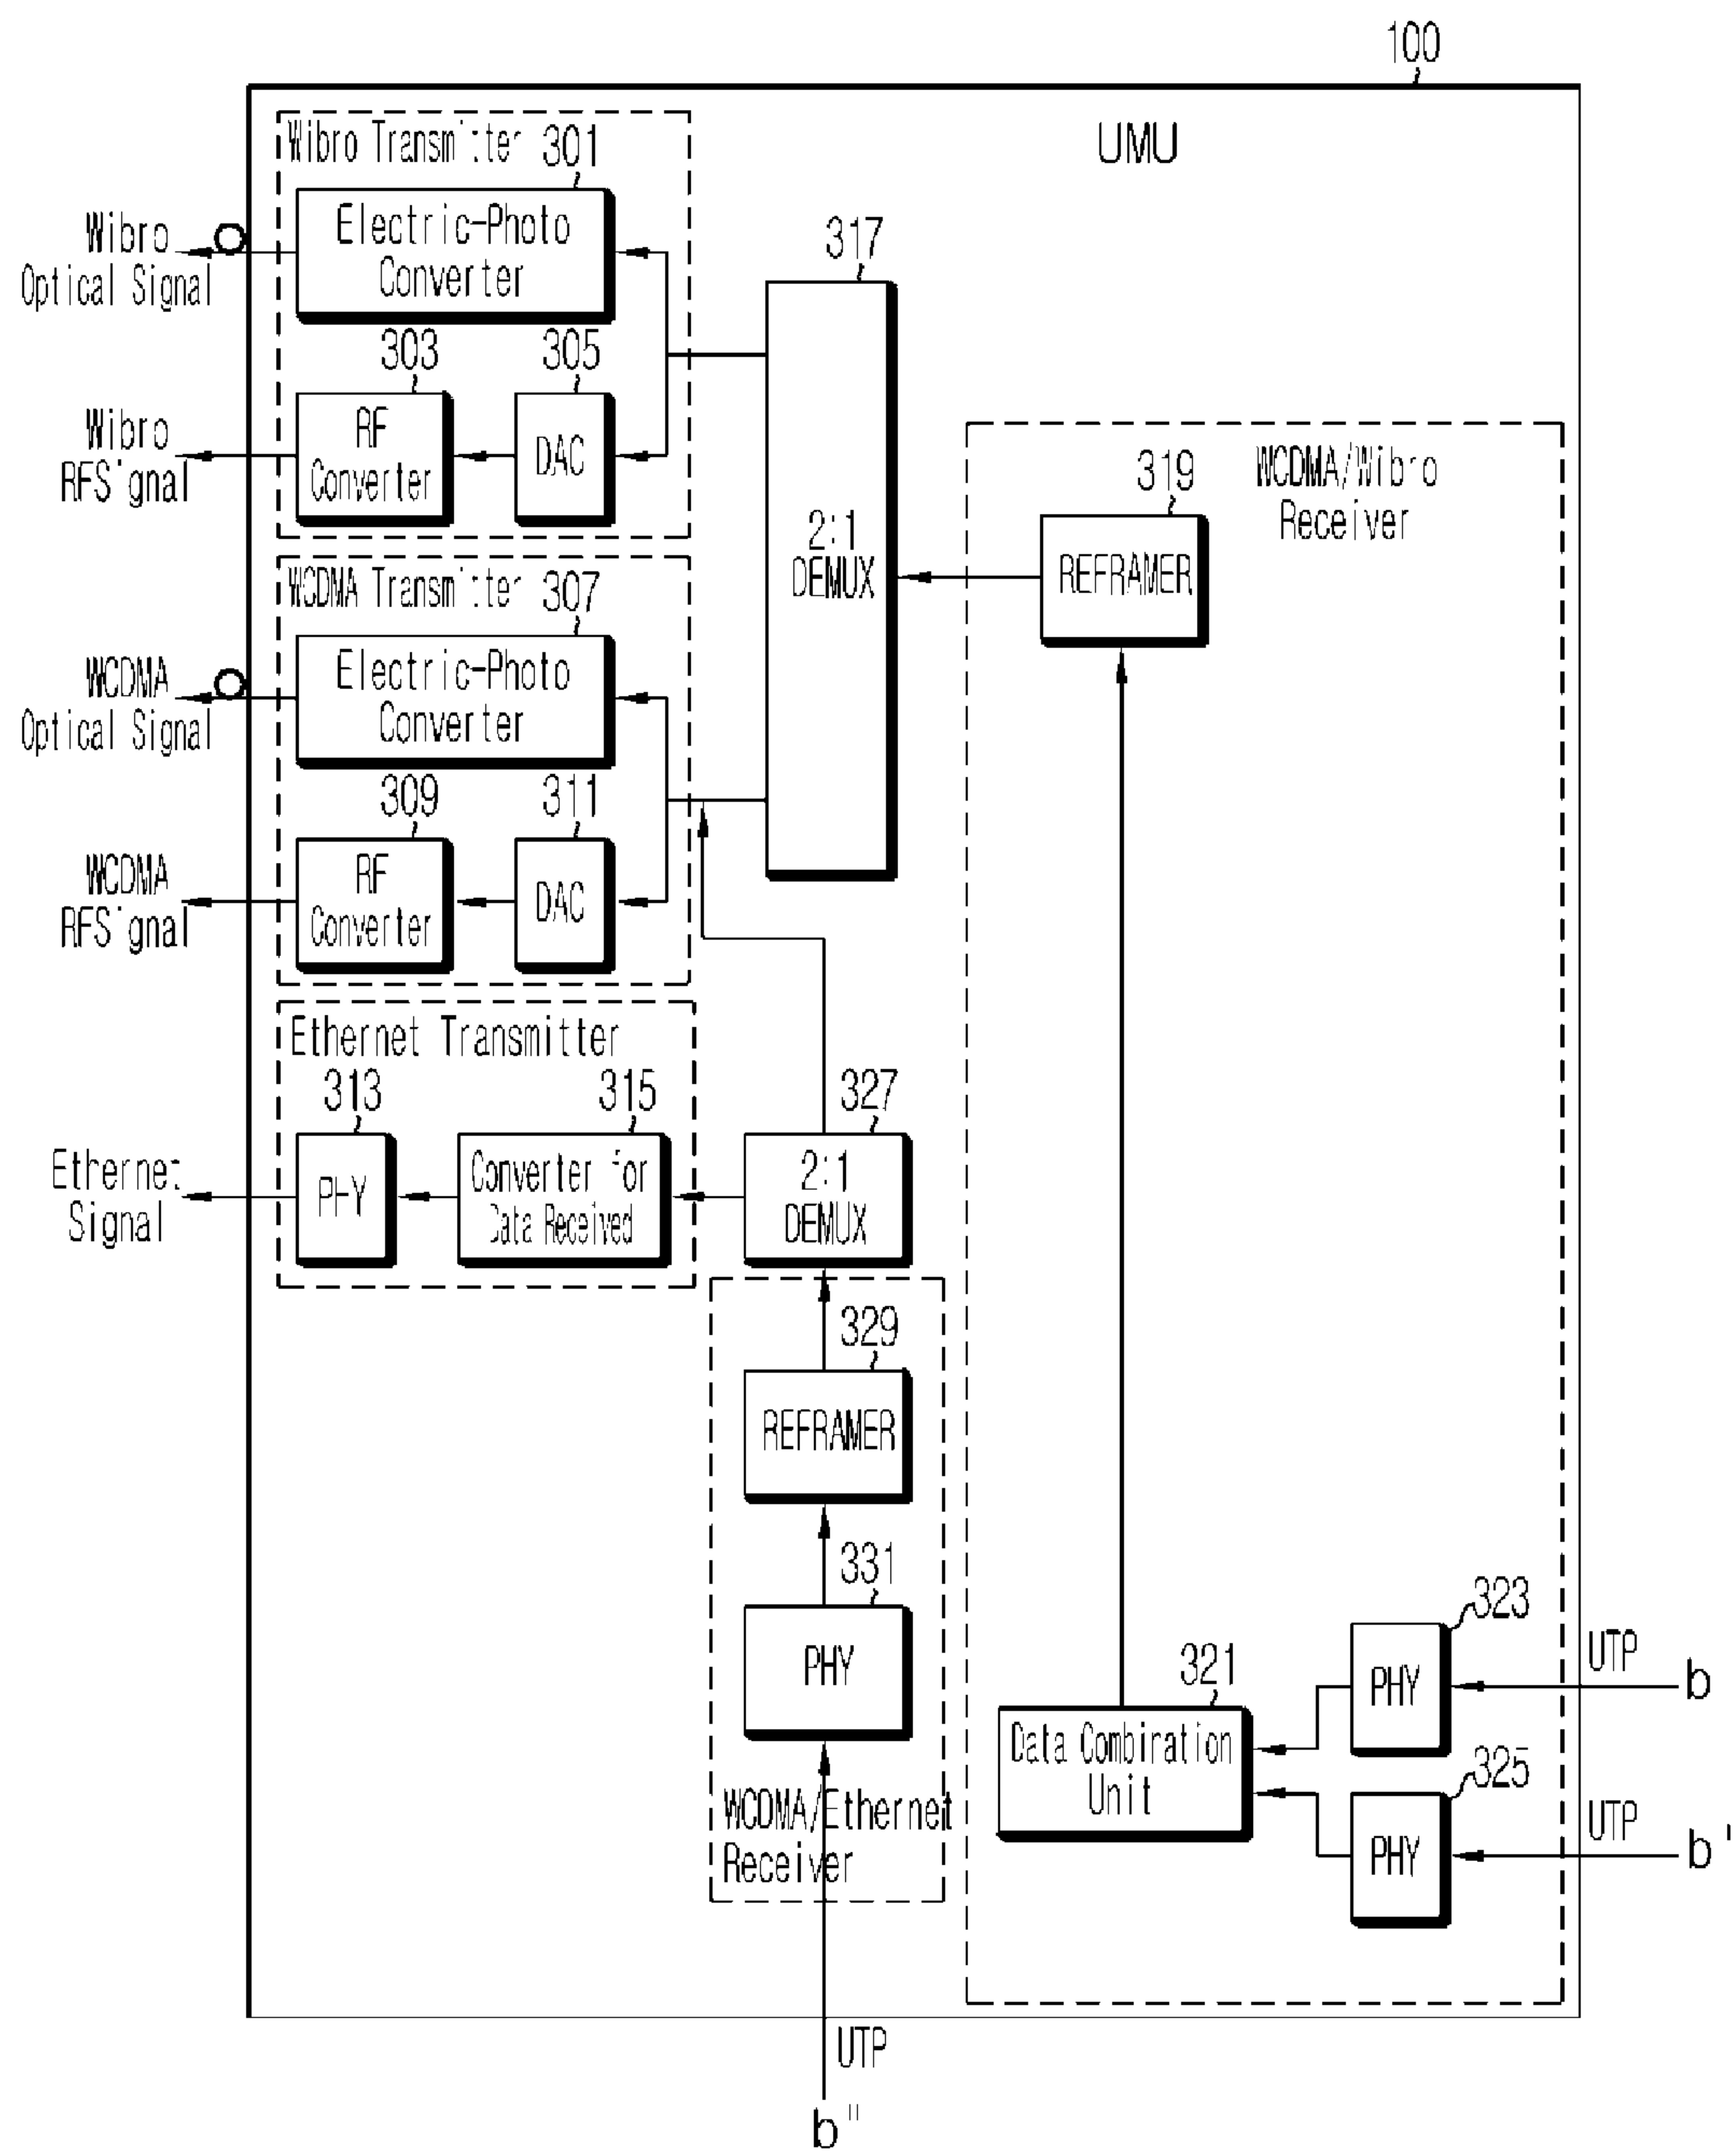 100
UMU
Wibro Transmitter 301
Electric-Photo
Converter
Wibro
Optical Signal
317
303
305
RF
Converter
DAC
Wibro
RFSignal
2:1
DEMUX
319
REFRAMER
WCDMA/Wibro
Receiver
WCDMA Transmitter 307
Electric-Photo
Converter
WCDMA
Optical Signal
309
311
RF
Converter
DAC
WCDMA
RFSignal
Ethernet Transmitter
313
315
327
Ethernet
Signal
PHY
Converter for
Data Received
2:1
DEMUX
329
REFRAMER
331
PHY
WCDMA/Ethernet
Receiver
321
Data Combiration
Unit
323
PHY
UTP
b
325
PHY
UTP
b'
UTP
b"